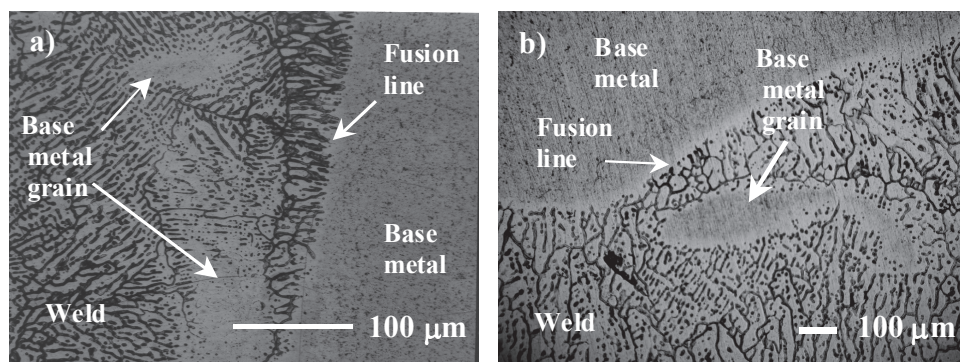 a)
Fusion
line
Base
metal
grain
Base
metal
Weld
100 μm
b)
Base
metal
Base
metal
grain
Fusion
line
Weld
100 μm